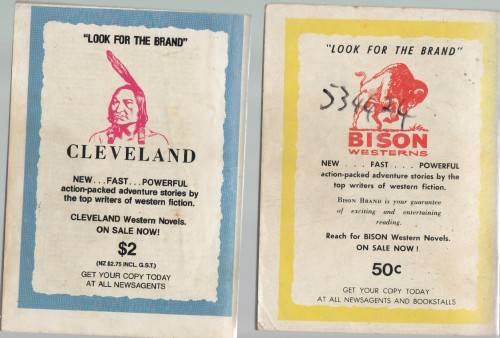 "LOOK FOR THE BRAND"
CLEVELAND
NEW...FAST...POWERFUL
action-packed adventure stories by
the top writers of western fiction.
CLEVELAND Western Novels.
ON SALE NOW!
$2
(NZ $2.75 INCL. G.S.T.)
GET YOUR COPY TODAY
AT ALL NEWSAGENTS
"LOOK FOR THE BRAND"
BISON
WESTERNS
NEW . . . FAST . . . POWERFUL
action-packed adventure stories by the
top writers of western fiction.
BISON BRAND is your guarantee
of exciting and entertaining
reading.
Reach for BISON Western Novels.
ON SALE NOW !
50c
GET YOUR COPY TODAY
AT ALL NEWSAGENTS AND BOOKSTALLS